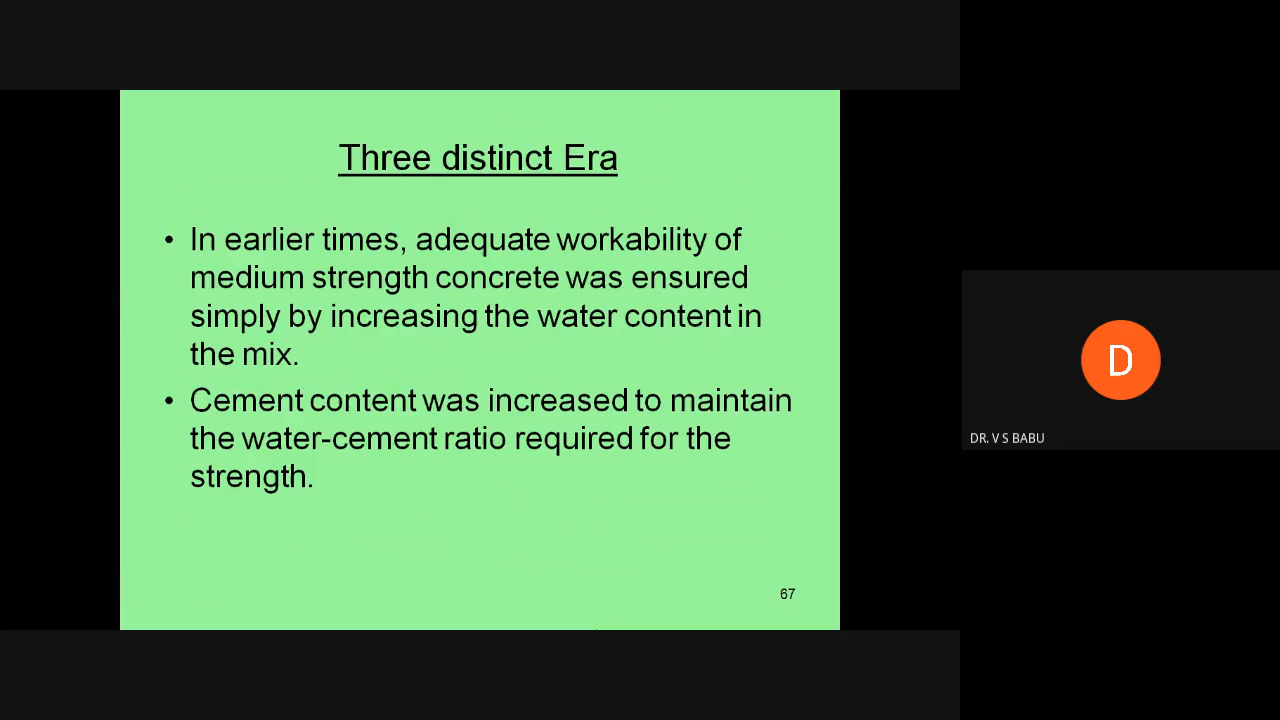 Three distinct Era
• In earlier times, adequate workability of
medium strength concrete was ensured
simply by increasing the water content in
the mix.
• Cement content was increased to maintain
the water-cement ratio required for the
strength.
67
D
DR. V S BABU